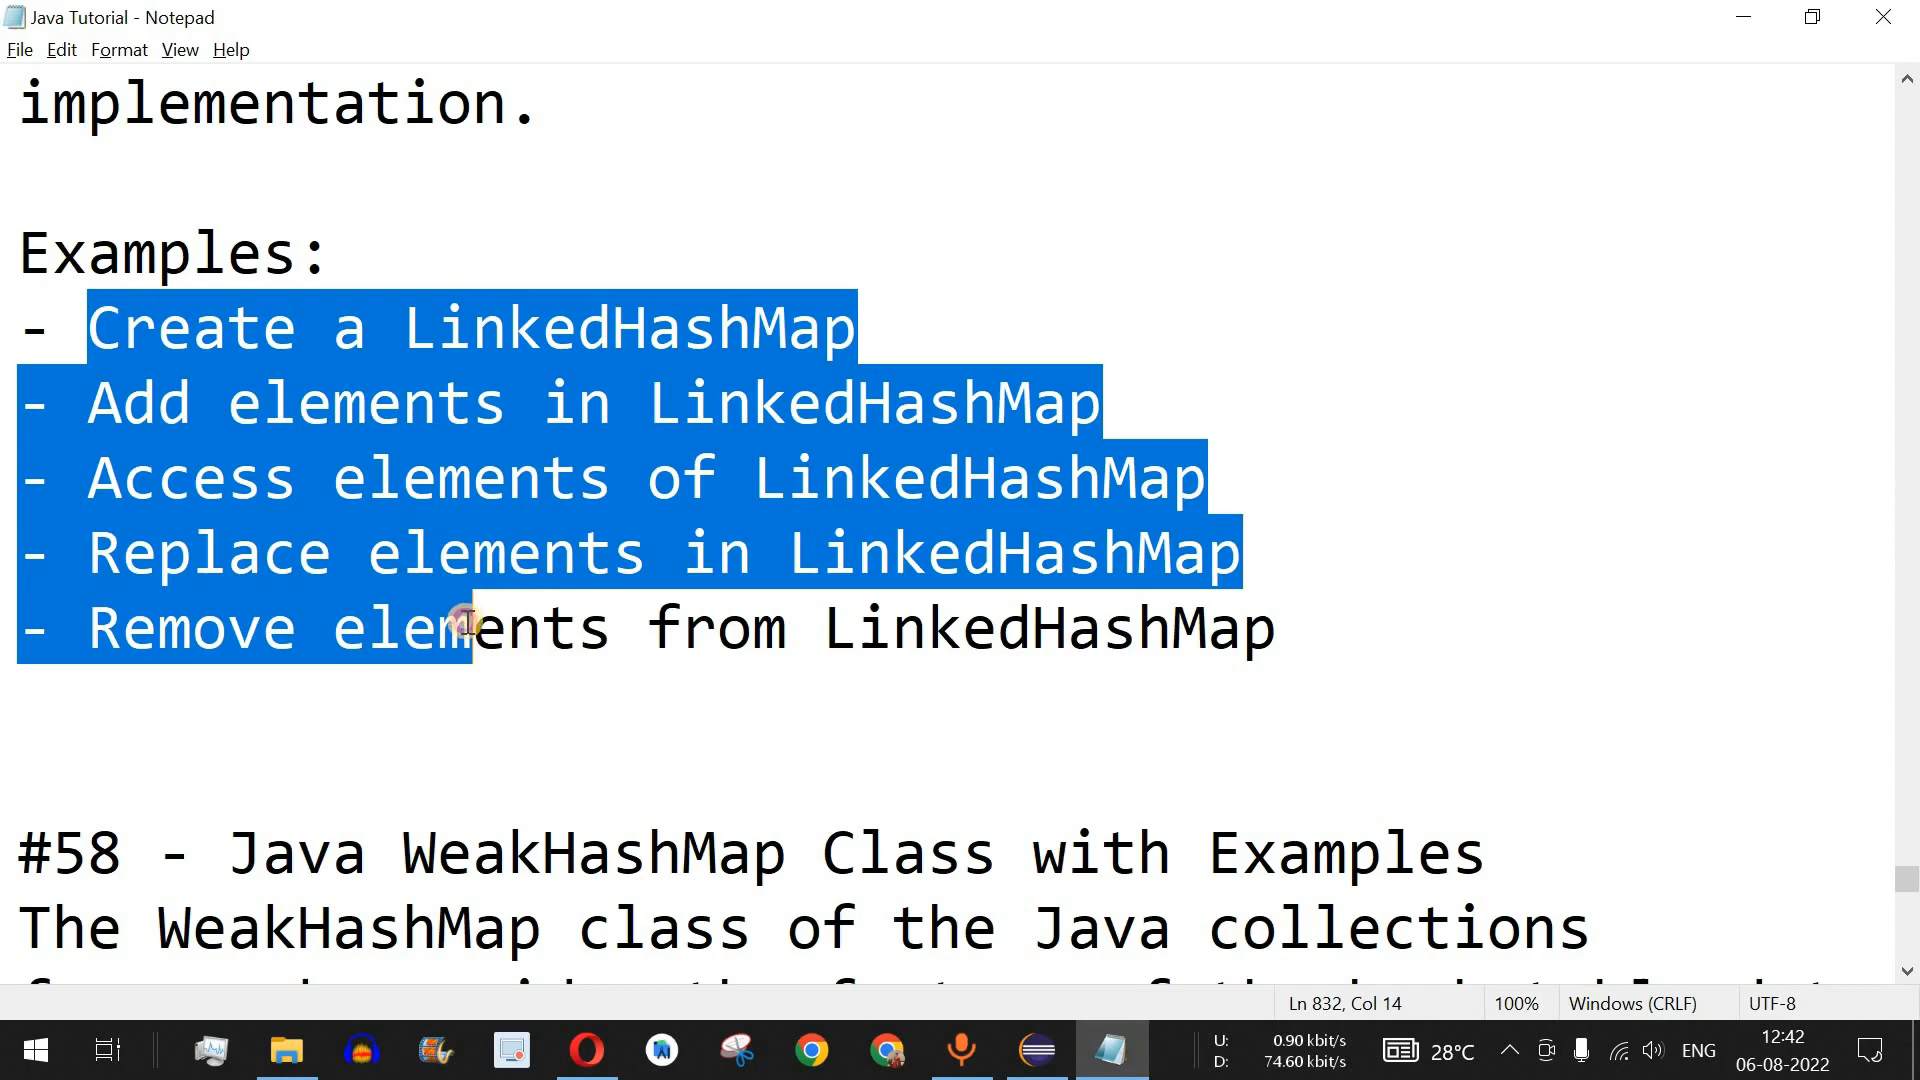 Java Tutorial - Notepad
File Edit Format View Help
implementation.
Examples:
- Create a LinkedHashMap
- Add elements in LinkedHashMap
- Access elements of LinkedHashMap
- Replace elements in LinkedHashMap
- Remove elements from LinkedHashMap
#58 - Java WeakHashMap Class with Examples
The WeakHashMap class of the Java collections
Ln 832, Col 14 100% Windows (CRLF) UTF-8
U: 0.90 kbit/s
D: 74.60 kbit/s
28°C
ENG
12:42
06-08-2022